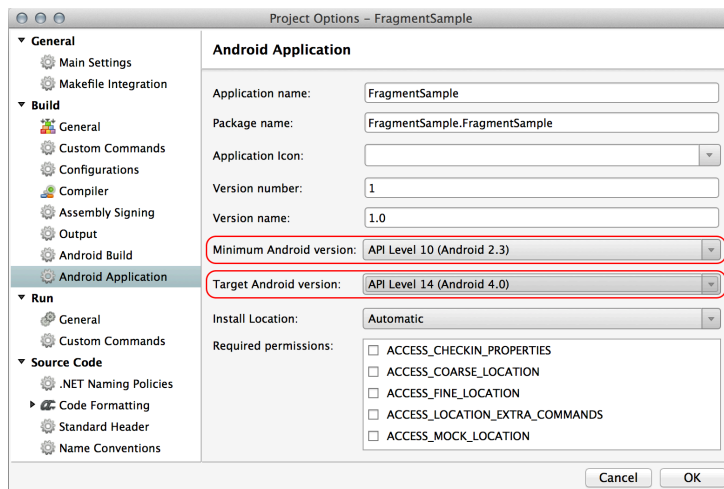 Project Options – FragmentSample
General
Main Settings
Makefile Integration
Build
General
Custom Commands
Configurations
Compiler
Assembly Signing
Output
Android Build
Android Application
Run
General
Custom Commands
Source Code
.NET Naming Policies
Code Formatting
Standard Header
Name Conventions
Android Application
Application name: FragmentSample
Package name: FragmentSample.FragmentSample
Application Icon:
Version number: 1
Version name: 1.0
Minimum Android version: API Level 10 (Android 2.3)
Target Android version: API Level 14 (Android 4.0)
Install Location: Automatic
Required permissions: ACCESS_CHECKIN_PROPERTIES
ACCESS_COARSE_LOCATION
ACCESS_FINE_LOCATION
ACCESS_LOCATION_EXTRA_COMMANDS
ACCESS_MOCK_LOCATION
Cancel OK